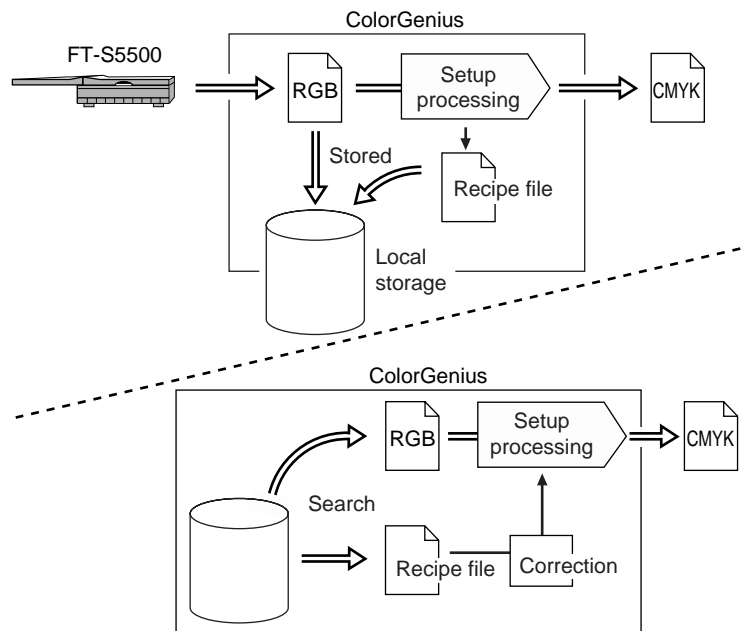 ColorGenius
FT-S5500
RGB
Setup
processing
CMYK
Stored
Recipe file
Local
storage
ColorGenius
RGB
Setup
processing
CMYK
Search
Recipe file
Correction